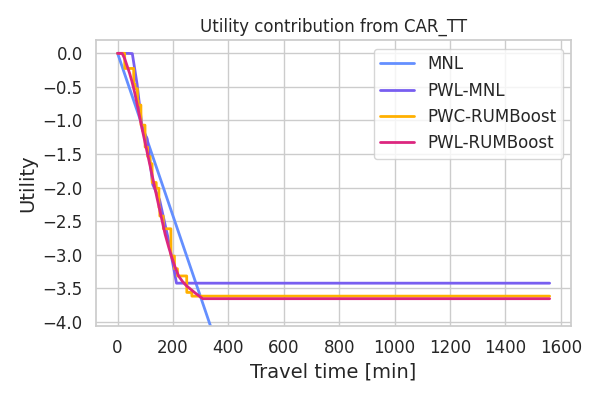 Utility contribution from CAR_TT
MNL
PWL-MNL
PWC-RUMBoost
PWL-RUMBoost
Utility
0.0
−0.5
−1.0
−1.5
−2.0
−2.5
−3.0
−3.5
−4.0
0 200 400 600 800 1000 1200 1400 1600
Travel time [min]